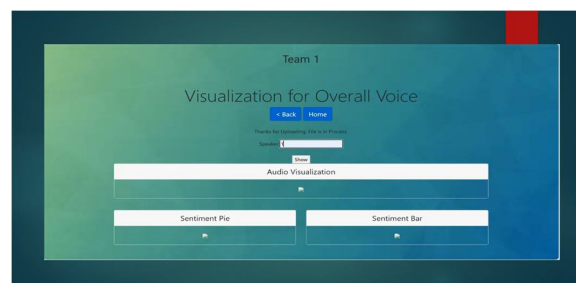 Team 1
Visualization for Overall Voice
< Back Home
Thanks for Uploading. File is in Process
Speaker: 1
Show
Audio Visualization
Sentiment Pie Sentiment Bar